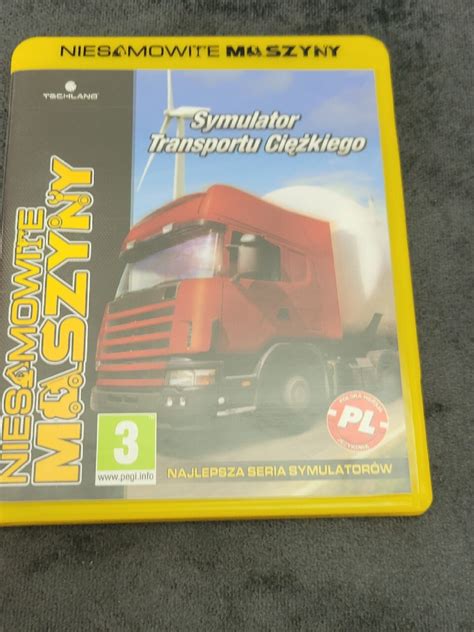 NIESAMOWITE MASZYNY
TECHLAND
Symulator
Transportu Ciężkiego
NIESAMOWITE
MASZYNY
3
www.pegi.info
PL
NAJLEPSZA SERIA SYMULATORÓW